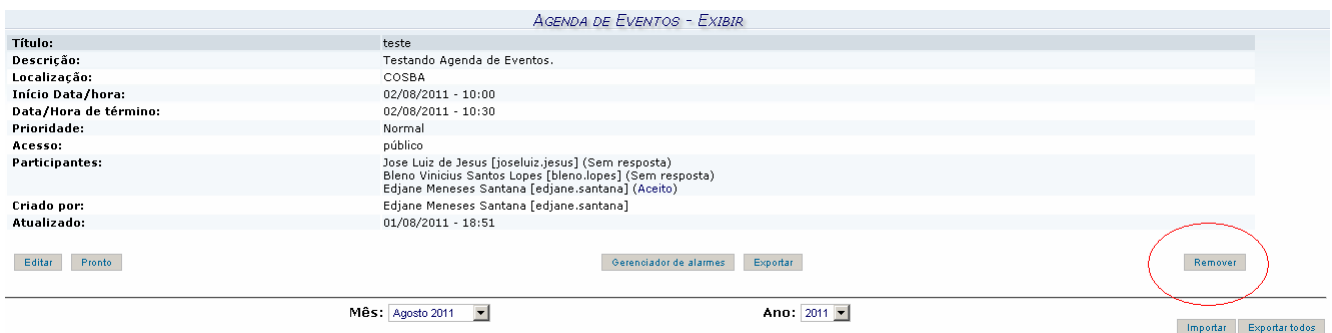 AGENDA DE EVENTOS - EXIBIR
Título: teste
Descrição: Testando Agenda de Eventos.
Localização: COSBA
Início Data/hora: 02/08/2011 - 10:00
Data/Hora de término: 02/08/2011 - 10:30
Prioridade: Normal
Acesso: público
Participantes: Jose Luiz de Jesus [joseluiz.jesus] (Sem resposta)
Bleno Vinicius Santos Lopes [bleno.lopes] (Sem resposta)
Edjane Meneses Santana [edjane.santana] (Aceito)
Criado por: Edjane Meneses Santana [edjane.santana]
Atualizado: 01/08/2011 - 18:51
Editar Pronto Gerenciador de alarmes Exportar Remover
Mês: Agosto 2011 Ano: 2011
Importar Exportar todos